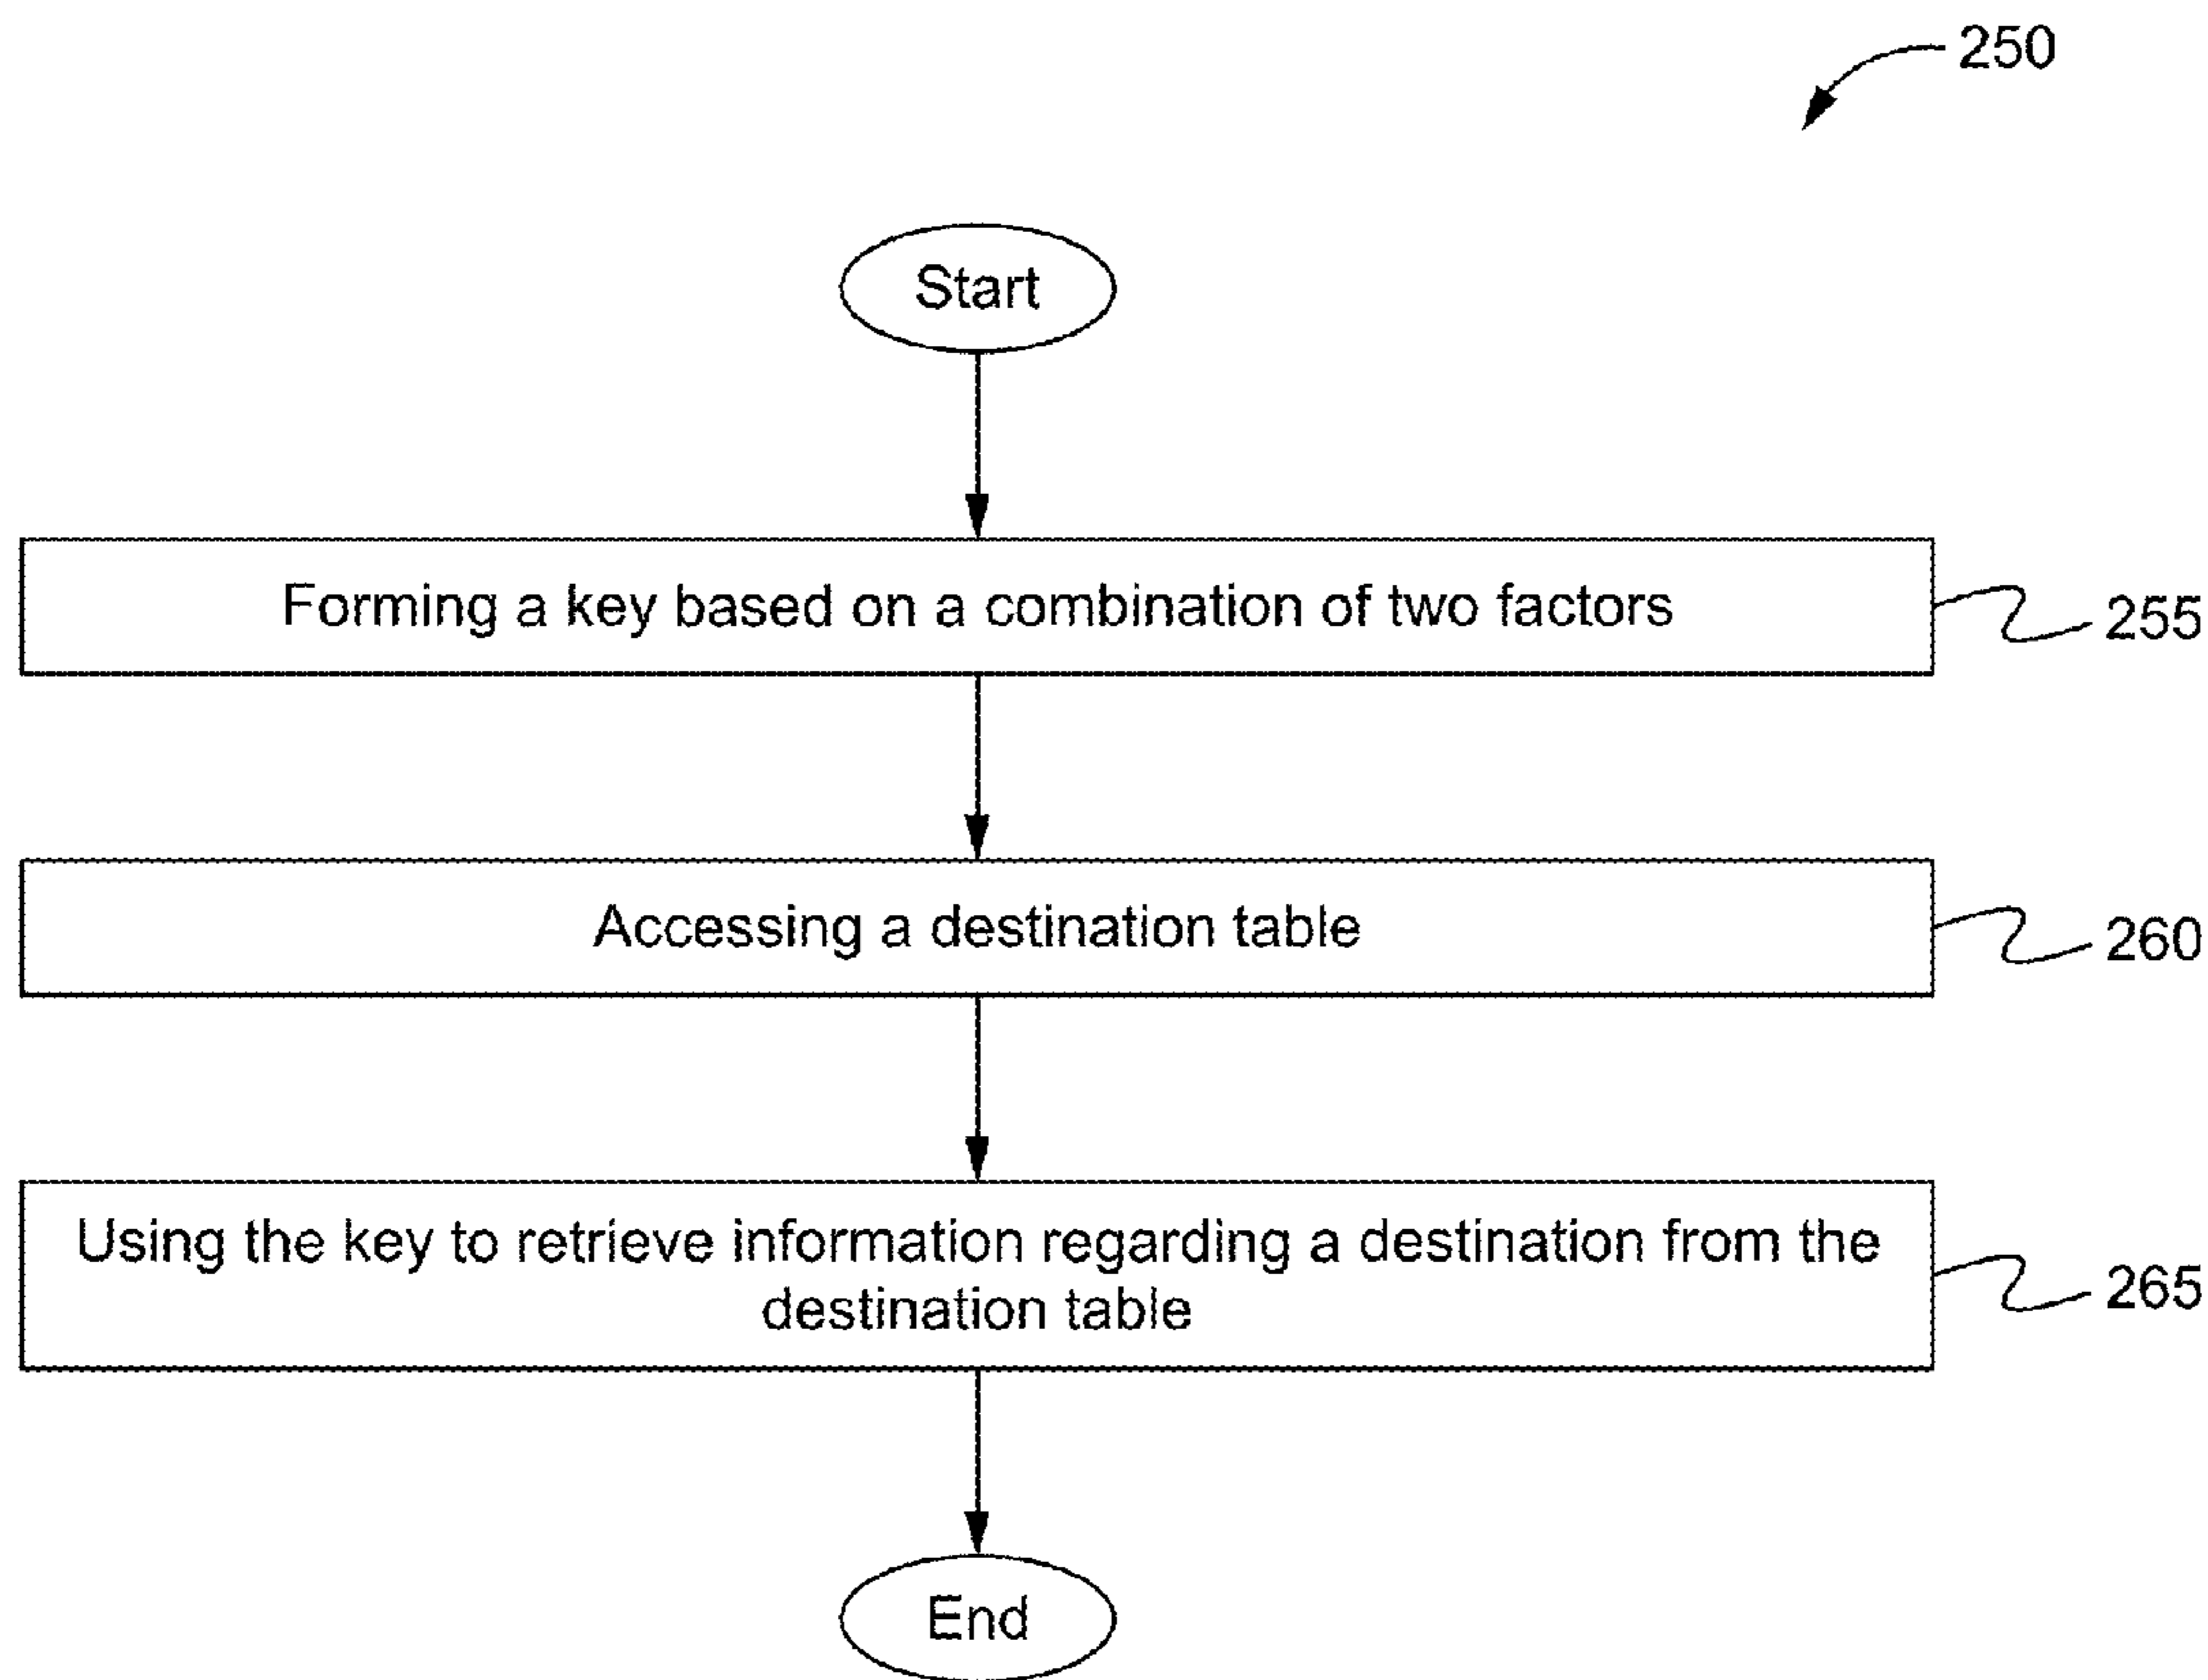 250
Start
Forming a key based on a combination of two factors
255
Accessing a destination table
260
Using the key to retrieve information regarding a destination from the
destination table
265
End